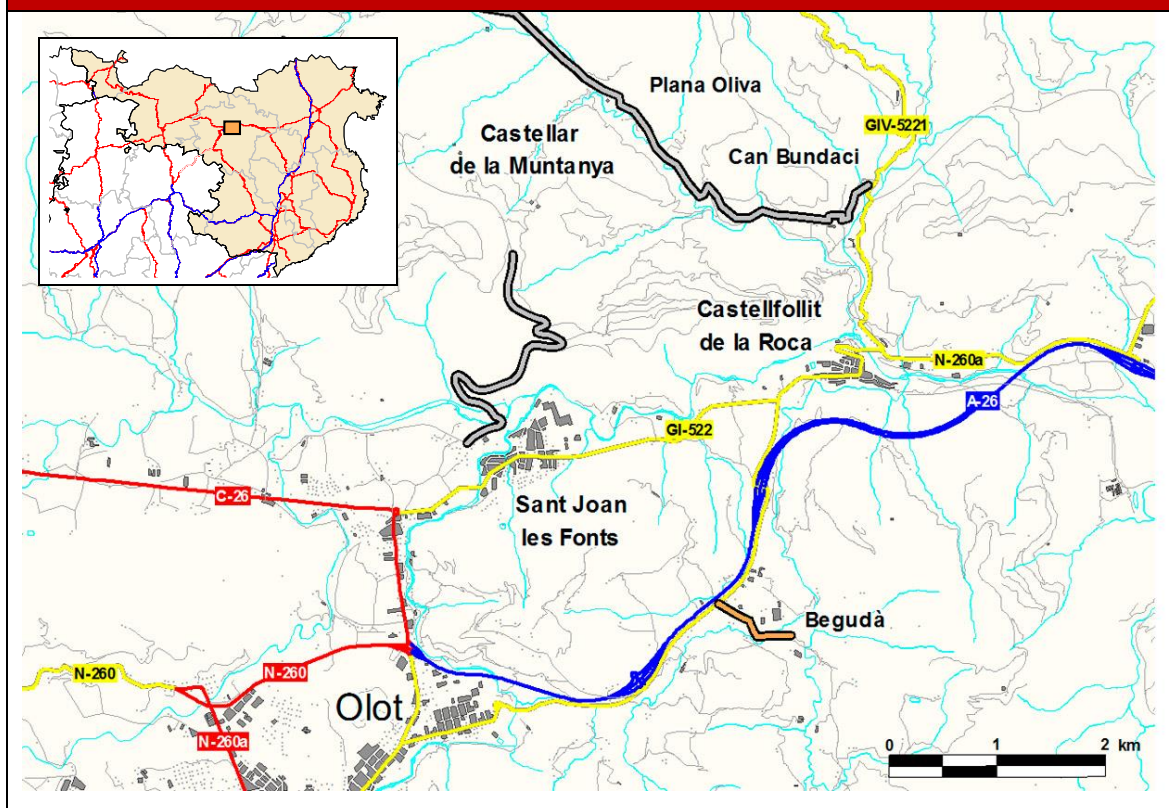 Plana Oliva
GIV-5221
Castellar
de la Muntanya
Can Bundaci
Castellfollit
de la Roca
N-260a
A-26
GI-522
C-26
Sant Joan
les Fonts
Begudà
N-260
N-260
Olot
N-260a
0 1 2 km